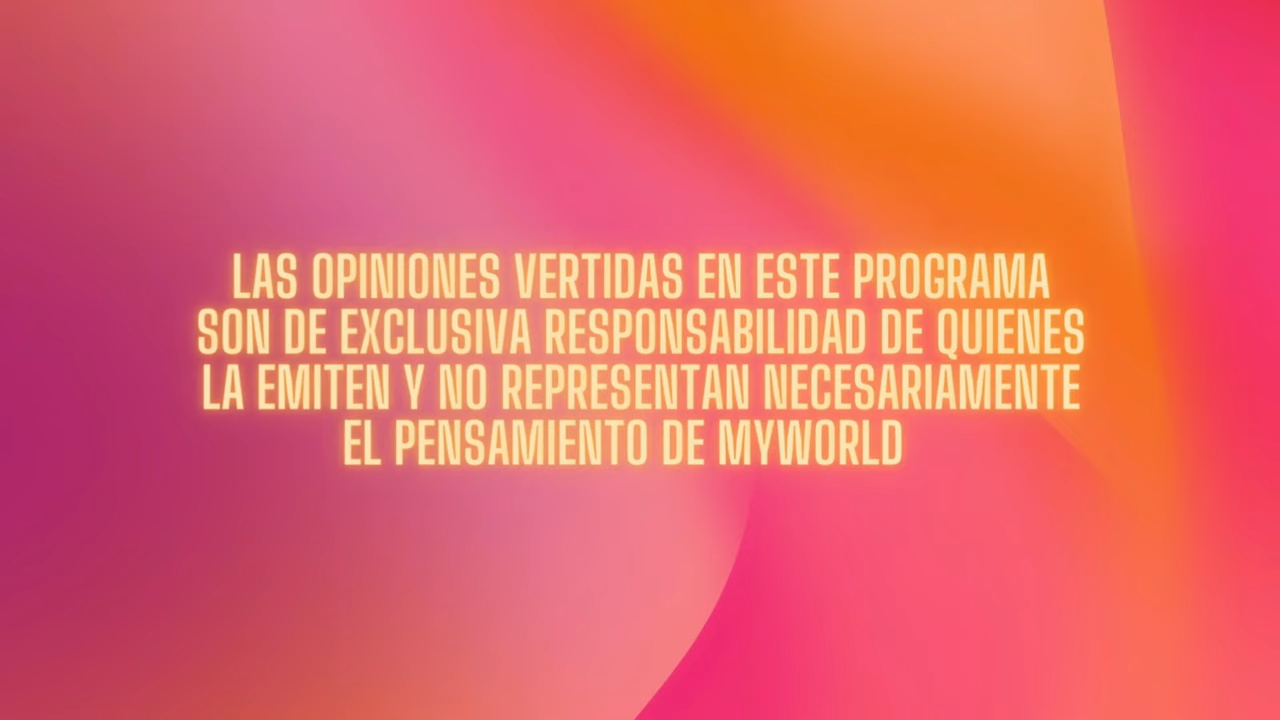 LAS OPINIONES VERTIDAS EN ESTE PROGRAMA
SON DE EXCLUSIVA RESPONSABILIDAD DE QUIENES
LA EMITEN Y NO REPRESENTAN NECESARIAMENTE
EL PENSAMIENTO DE MYWORLD